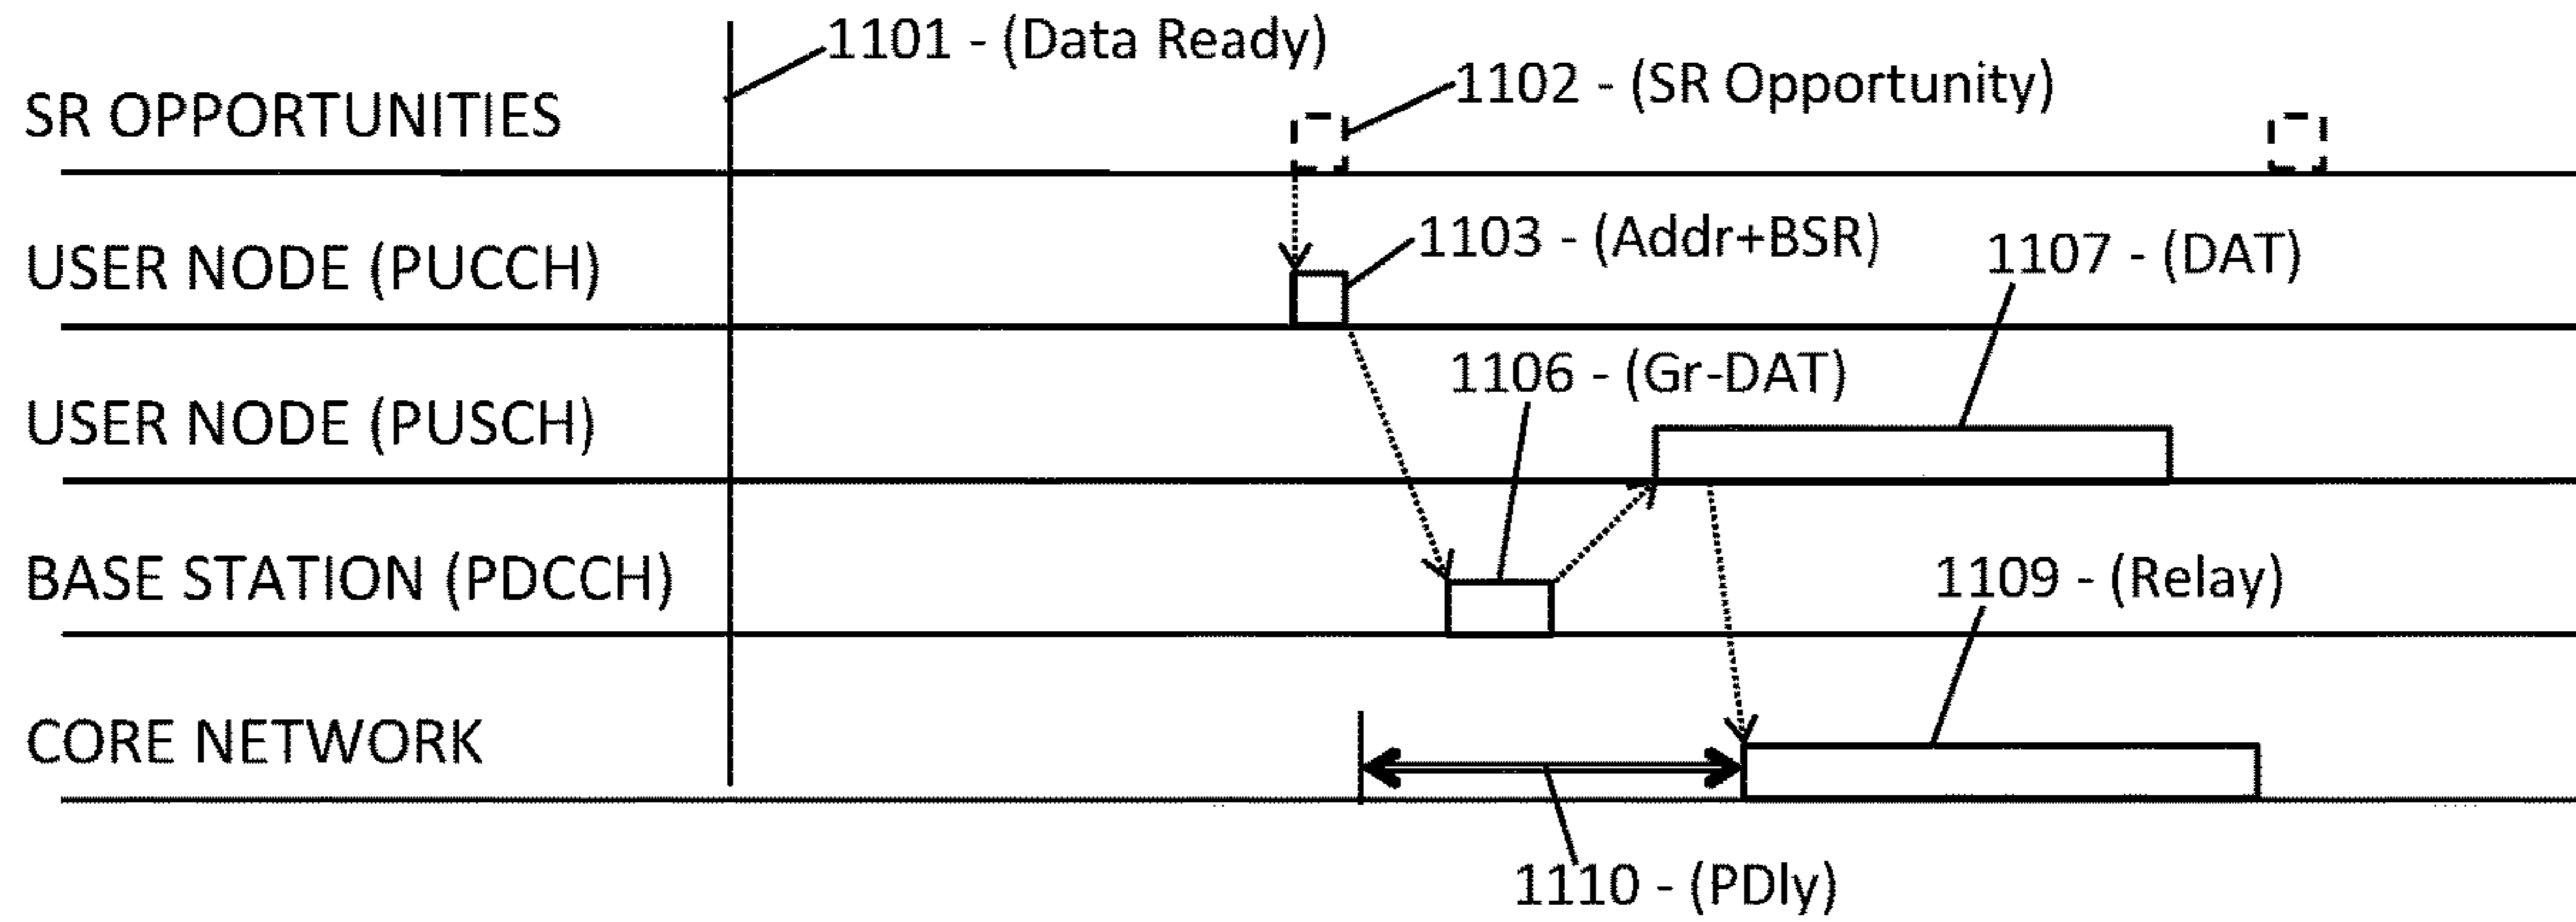 1101 - (Data Ready)
1102 - (SR Opportunity)
SR OPPORTUNITIES
1103 - (Addr+BSR)
1107 - (DAT)
USER NODE (PUCCH)
1106 - (Gr-DAT)
USER NODE (PUSCH)
BASE STATION (PDCCH)
1109 - (Relay)
CORE NETWORK
1110 - (PDly)